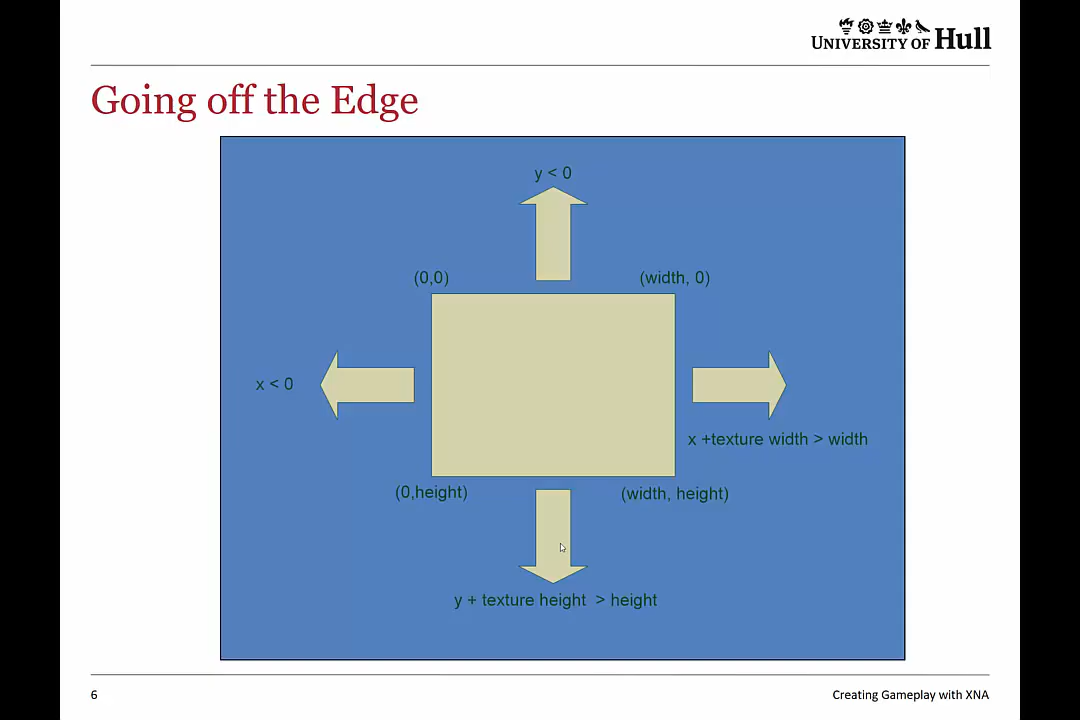 UNIVERSITY OF Hull
Going off the Edge
y < 0
(0,0)
(width, 0)
x < 0
x +texture width > width
(0,height)
(width, height)
y + texture height  > height
6
Creating Gameplay with XNA